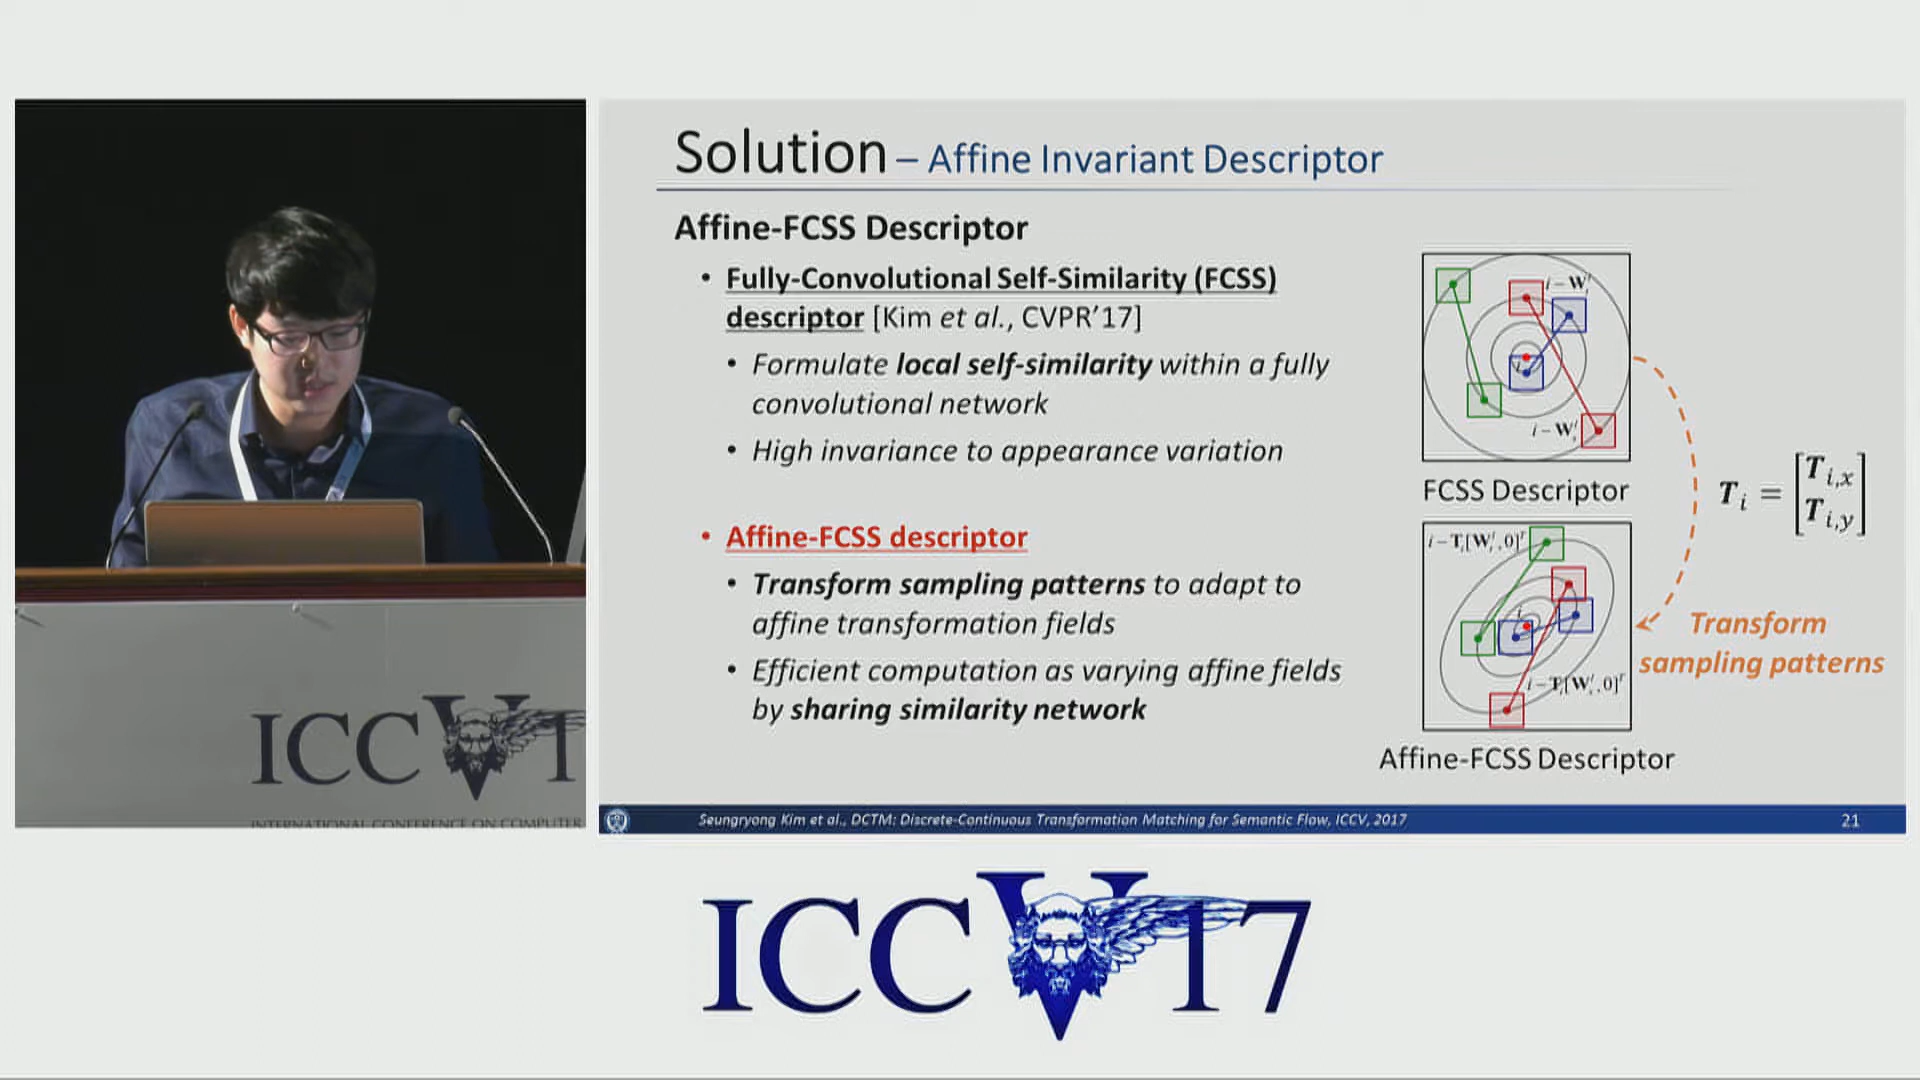 Solution – Affine Invariant Descriptor
Affine-FCSS Descriptor
• Fully-Convolutional Self-Similarity (FCSS)
descriptor [Kim et al., CVPR'17]
• Formulate local self-similarity within a fully
convolutional network
• High invariance to appearance variation
• Affine-FCSS descriptor
• Transform sampling patterns to adapt to
affine transformation fields
• Efficient computation as varying affine fields
by sharing similarity network
FCSS Descriptor
T i = [T i,x
T i,y]
Transform
sampling patterns
Affine-FCSS Descriptor
Seungryong Kim et al., DCTM: Discrete-Continuous Transformation Matching for Semantic Flow, ICCV, 2017
21
ICCV 1
INTERNATIONAL CONFERENCE ON COMPUTER
ICCV17